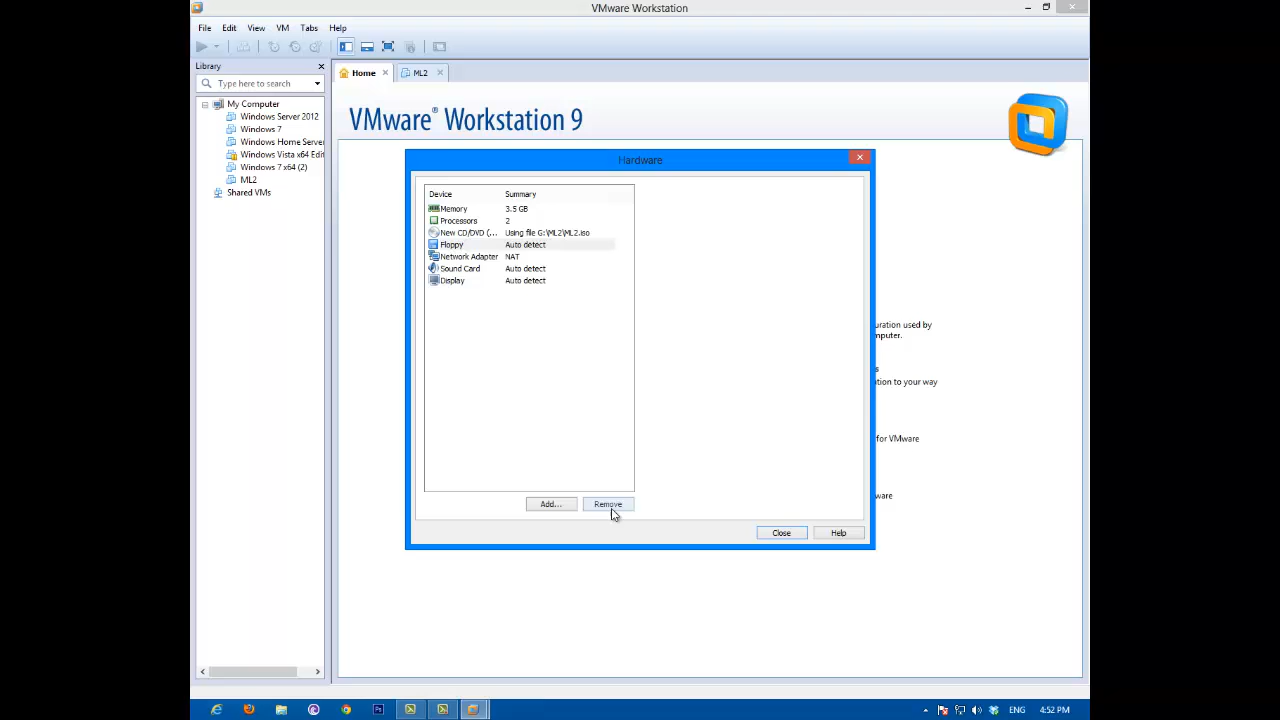 VMware Workstation
File Edit View VM Tabs Help
Library
Type here to search
My Computer
Windows Server 2012
Windows 7
Windows Home Server
Windows Vista x64 Edit
Windows 7 x64 (2)
ML2
Shared VMs
Home ML2
VMware® Workstation 9
Hardware
Device Summary
Memory 3.5 GB
Processors 2
New CD/DVD (... Using file G:\ML2\ML2.iso
Floppy Auto detect
Network Adapter NAT
Sound Card Auto detect
Display Auto detect
Add... Remove
Close Help
uration used by
mputer.
s
ation to your way
for VMware
ware
Ps
ENG 4:52 PM